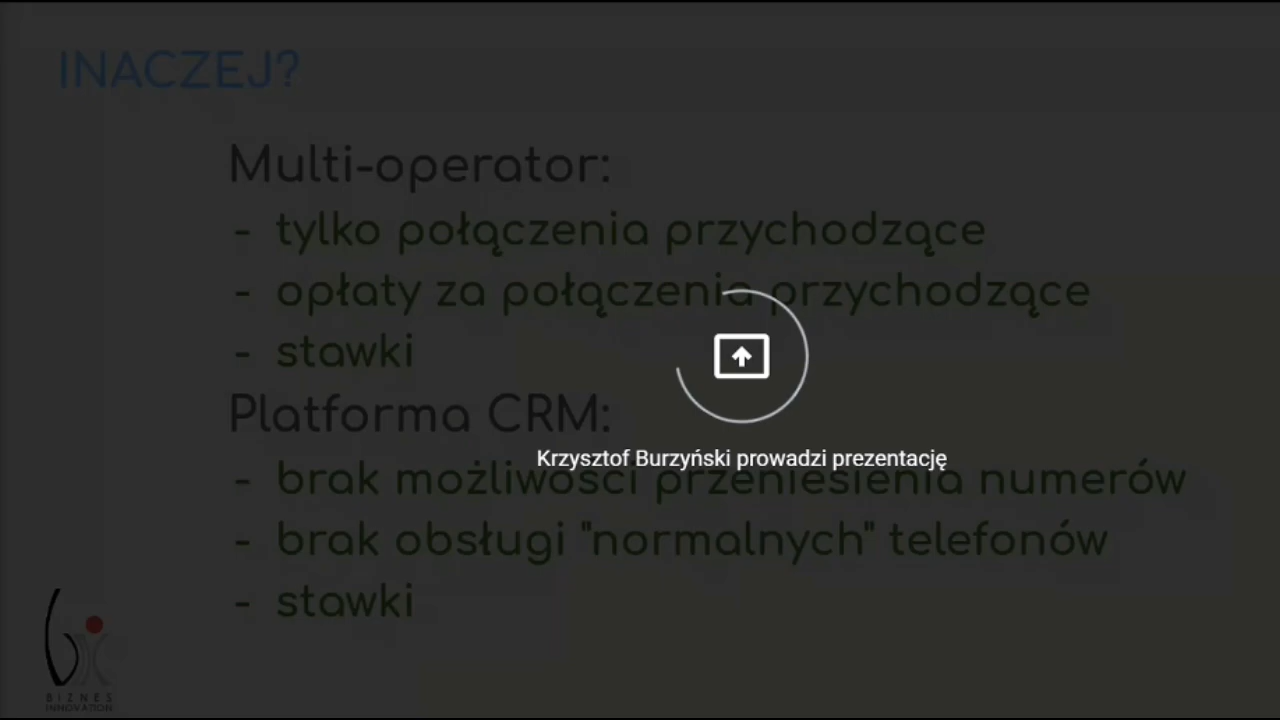 INACZEJ?
Multi-operator:
- tylko połączenia przychodzące
- opłaty za połączenia przychodzące
- stawki
Platforma CRM:
Krzysztof Burzyński prowadzi prezentację
- brak możliwości przeniesienia numerów
- brak obsługi "normalnych" telefonów
- stawki
BIZNES
INNOVATION